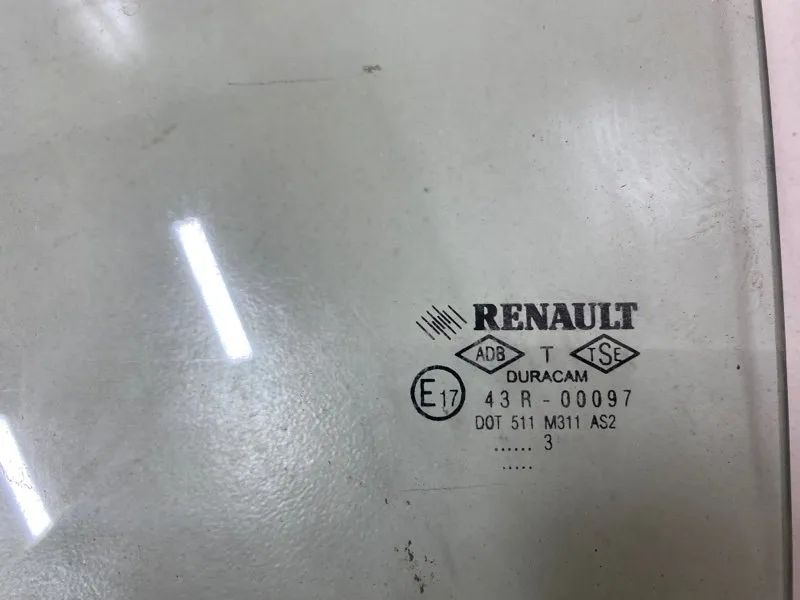 RENAULT
ADB T TSE
DURACAM
E17 43R-00097
DOT 511 M311 AS2
...... 3
.....